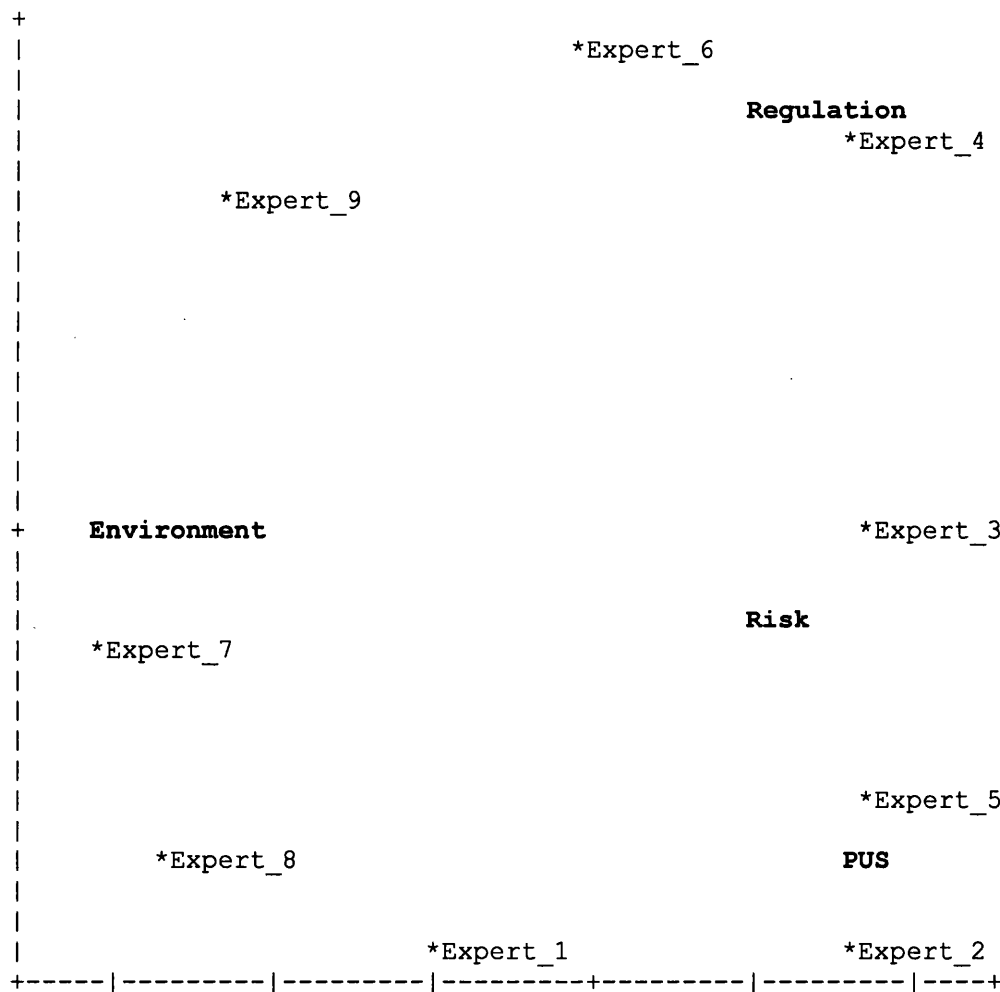 *Expert_6
Regulation
*Expert_4
*Expert_9
Environment
*Expert_3
Risk
*Expert_7
*Expert_5
*Expert_8
PUS
*Expert_1
*Expert_2